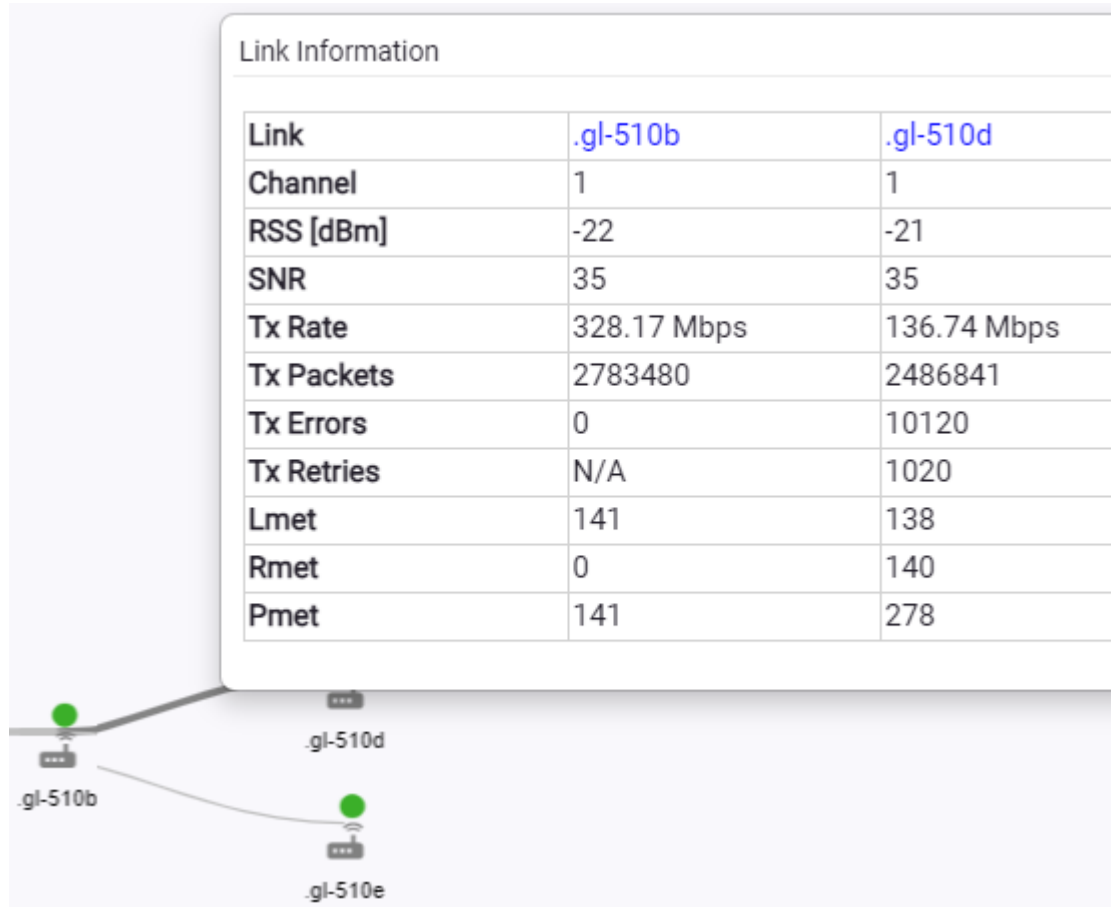 Link Information
Link .gl-510b .gl-510d
Channel 1 1
RSS [dBm] -22 -21
SNR 35 35
Tx Rate 328.17 Mbps 136.74 Mbps
Tx Packets 2783480 2486841
Tx Errors 0 10120
Tx Retries N/A 1020
Lmet 141 138
Rmet 0 140
Pmet 141 278
.gl-510d
.gl-510b
.gl-510e